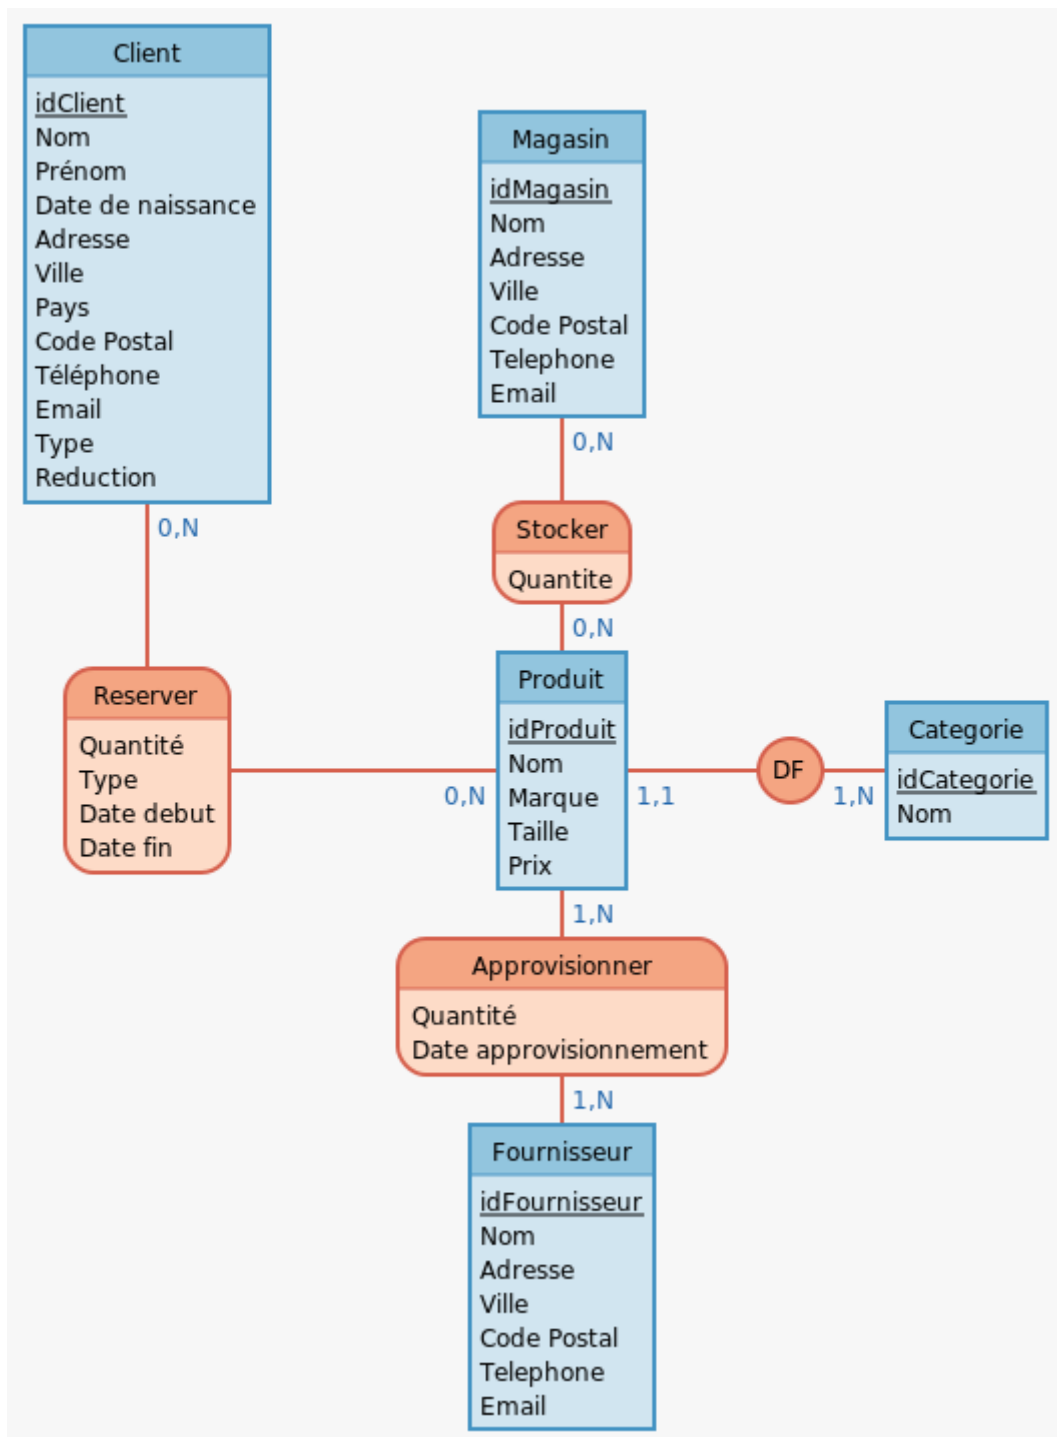 Client
idClient
Nom
Prénom
Date de naissance
Adresse
Ville
Pays
Code Postal
Téléphone
Email
Type
Reduction
0,N
Magasin
idMagasin
Nom
Adresse
Ville
Code Postal
Telephone
Email
0,N
Stocker
Quantite
0,N
Reserver
Quantité
Type
Date debut
Date fin
0,N
Produit
idProduit
Nom
Marque
Taille
Prix
1,1
DF
1,N
Categorie
idCategorie
Nom
1,N
Approvisionner
Quantité
Date approvisionnement
1,N
Fournisseur
idFournisseur
Nom
Adresse
Ville
Code Postal
Telephone
Email